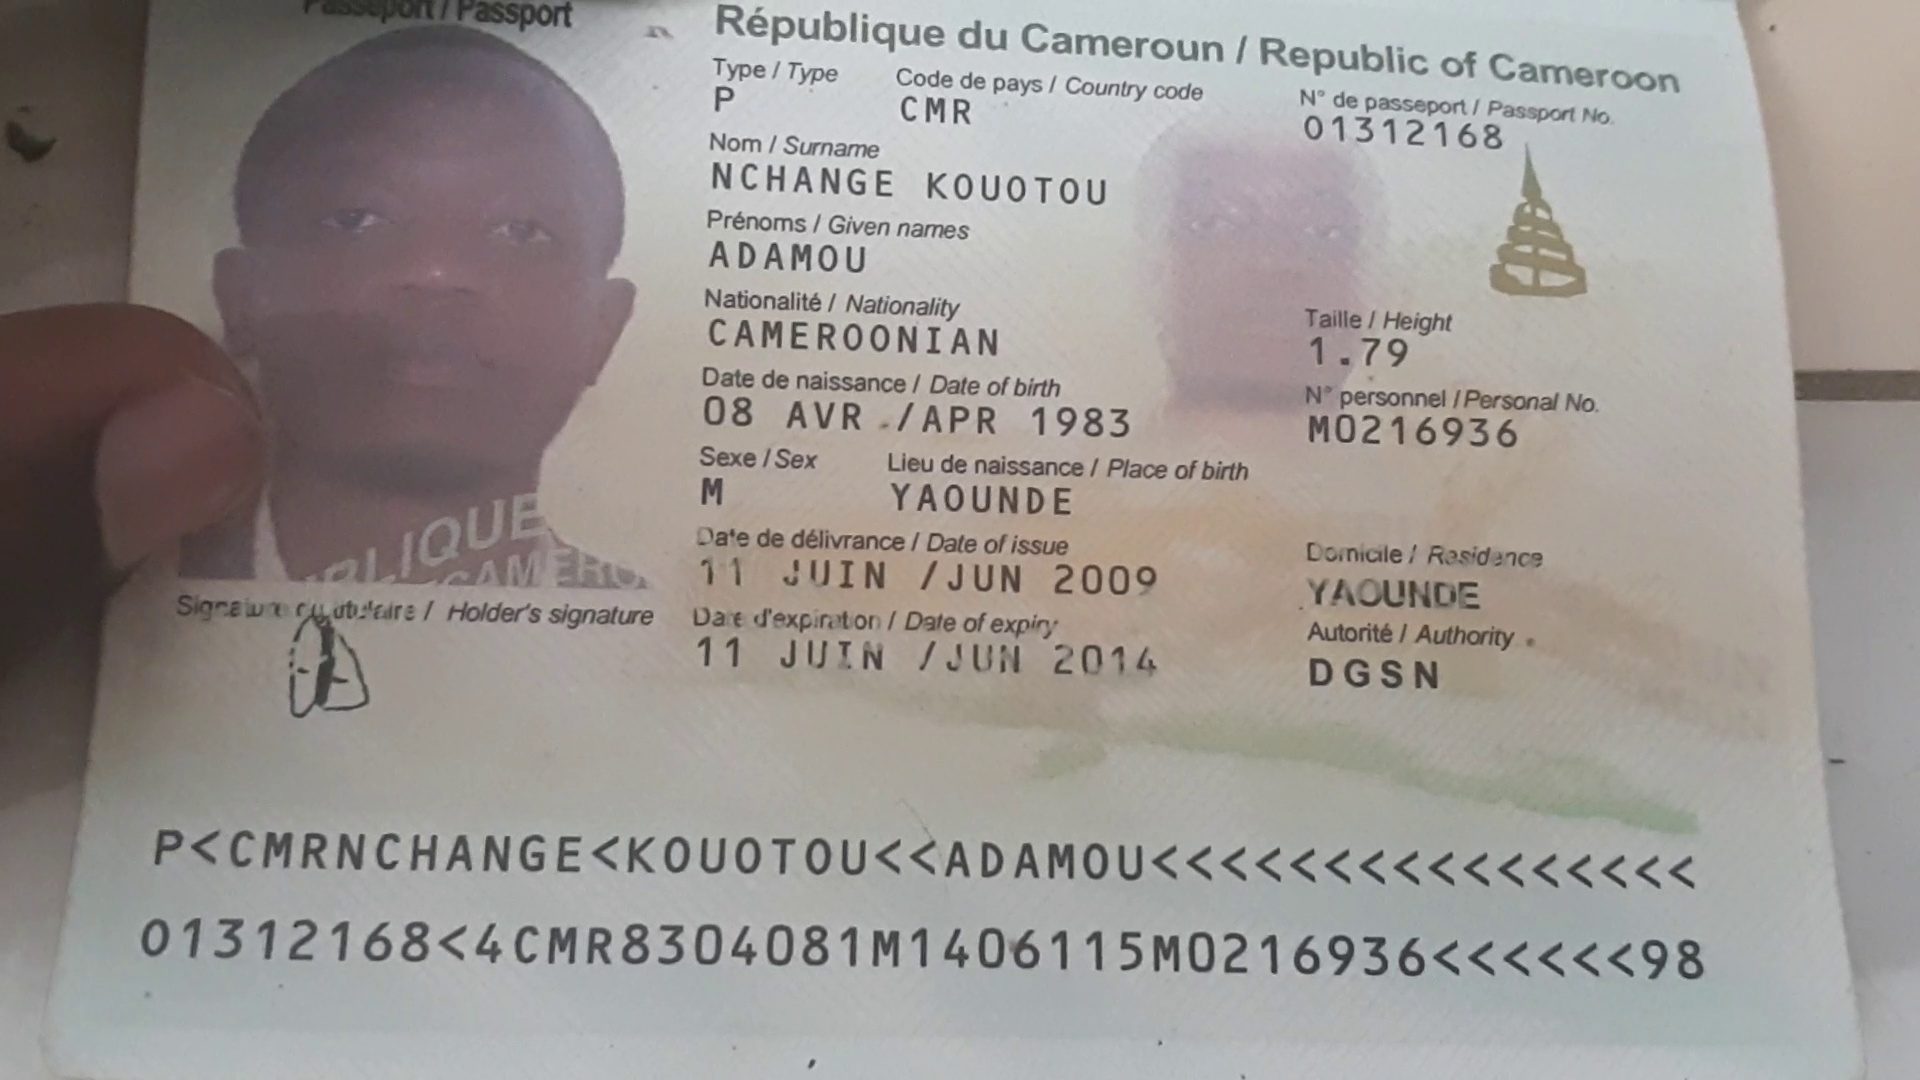 Passeport / Passport
République du Cameroun / Republic of Cameroon
Type / Type Code de pays / Country code N° de passeport / Passport No.
P CMR 01312168
Nom / Surname
NCHANGE KOUOTOU
Prénoms / Given names
ADAMOU
Nationalité / Nationality Taille / Height
CAMEROONIAN 1.79
Date de naissance / Date of birth N° personnel / Personal No.
08 AVR /APR 1983 M0216936
Sexe / Sex Lieu de naissance / Place of birth
M YAOUNDE
Date de délivrance / Date of issue Domicile / Residence
11 JUIN /JUN 2009 YAOUNDE
Date d'expiration / Date of expiry Autorité / Authority
11 JUIN /JUN 2014 DGSN
Signature du titulaire / Holder's signature
P<CMRNCHANGE<KOUOTOU<<ADAMOU<<<<<<<<<<<<<<<<
01312168<4CMR8304081M1406115M0216936<<<<<<98